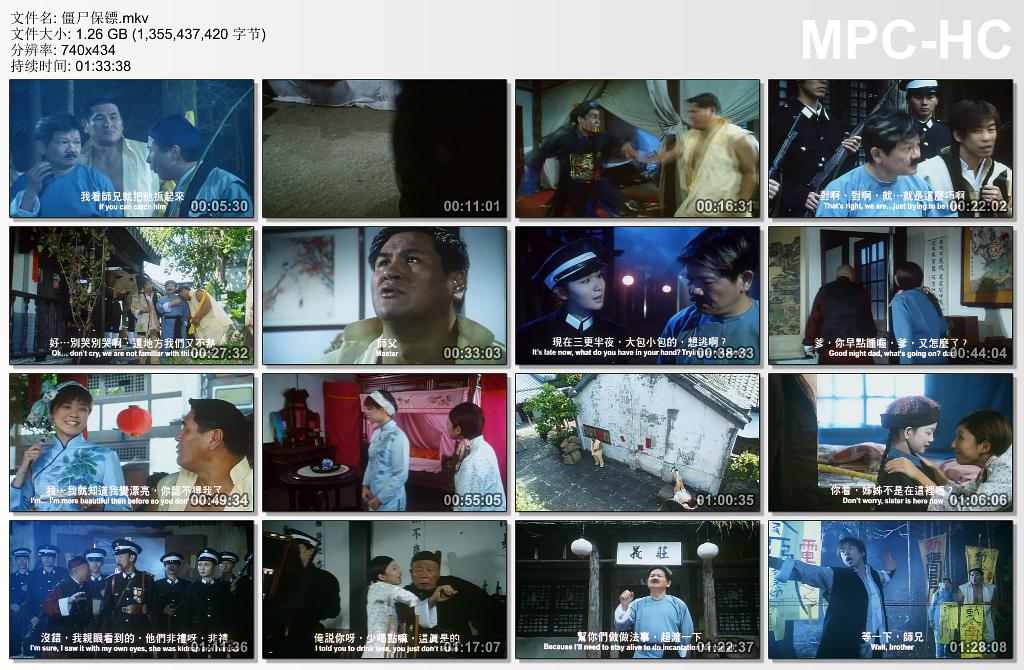 文件名: 僵尸保镖.mkv
文件大小: 1.26 GB (1,355,437,420 字节)
分辨率: 740x434
持续时间: 01:33:38
MPC-HC
我看師兄就把他抓起來
If you can catch him
00:05:30
00:11:01
00:16:31
對啊、對啊，就…就是這麼巧啊
That's right, we are...just trying to be
00:22:02
好…別哭別哭啊，這地方我們又不熟
Ok... don't cry, we are not familiar with thi
00:27:32
師父
Master
00:33:03
現在三更半夜，大包小包的，想逃啊？
It's late now, what do you have in your hand? Tryi
00:38:33
爹，你早點睡喔，爹，又怎麼了？
Good night dad, what's going on? d
00:44:04
我…我就知道我變漂亮，你認不得我了
I'm... I'm more beautiful then before so you don'
00:49:34
00:55:05
01:00:35
你看，姊姊不是在這裡嗎
Don't worry, sister is here now
01:06:06
沒錯，我親眼看到的，他們非禮呀，非禮
I'm sure, I saw it with my own eyes, she was kid
01:11:36
俺説你呀，少喝點嘛，這真是的
I told you to drink less, you just don't l
01:17:07
義莊
幫你們做做法事，超渡一下
Because I'll need to stay alive to do incantati
01:22:37
電
等一下，師兄
Wait, brother
01:28:08